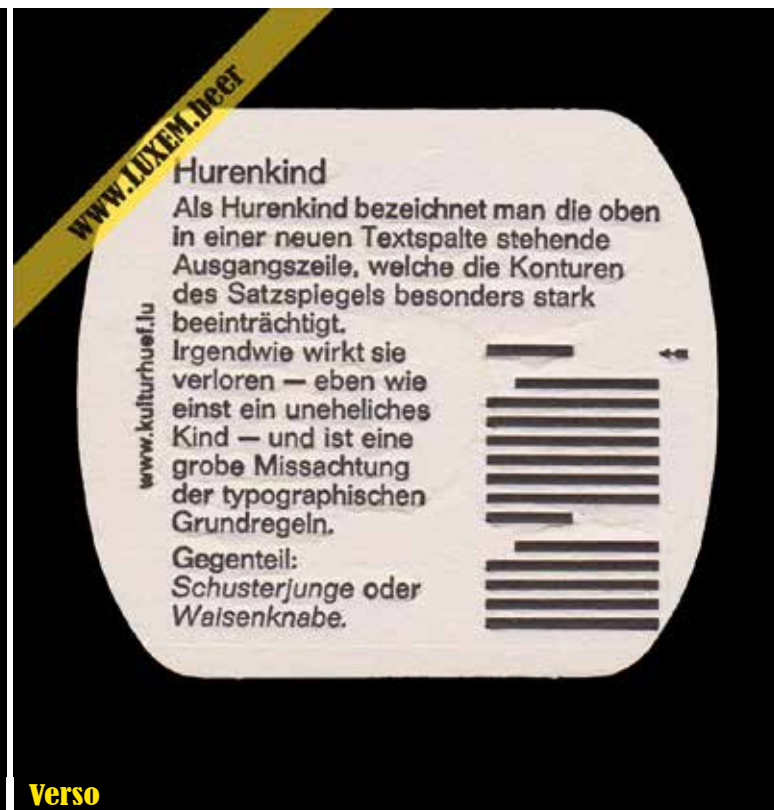 www.LUXEM.beer
Hurenkind
Als Hurenkind bezeichnet man die oben
in einer neuen Textspalte stehende
Ausgangszeile, welche die Konturen
des Satzspiegels besonders stark
beeinträchtigt.
Irgendwie wirkt sie
verloren — eben wie
einst ein uneheliches
Kind — und ist eine
grobe Missachtung
der typographischen
Grundregeln.
Gegenteil:
Schusterjunge oder
Waisenknabe.
www.kulturhuef.lu
Verso